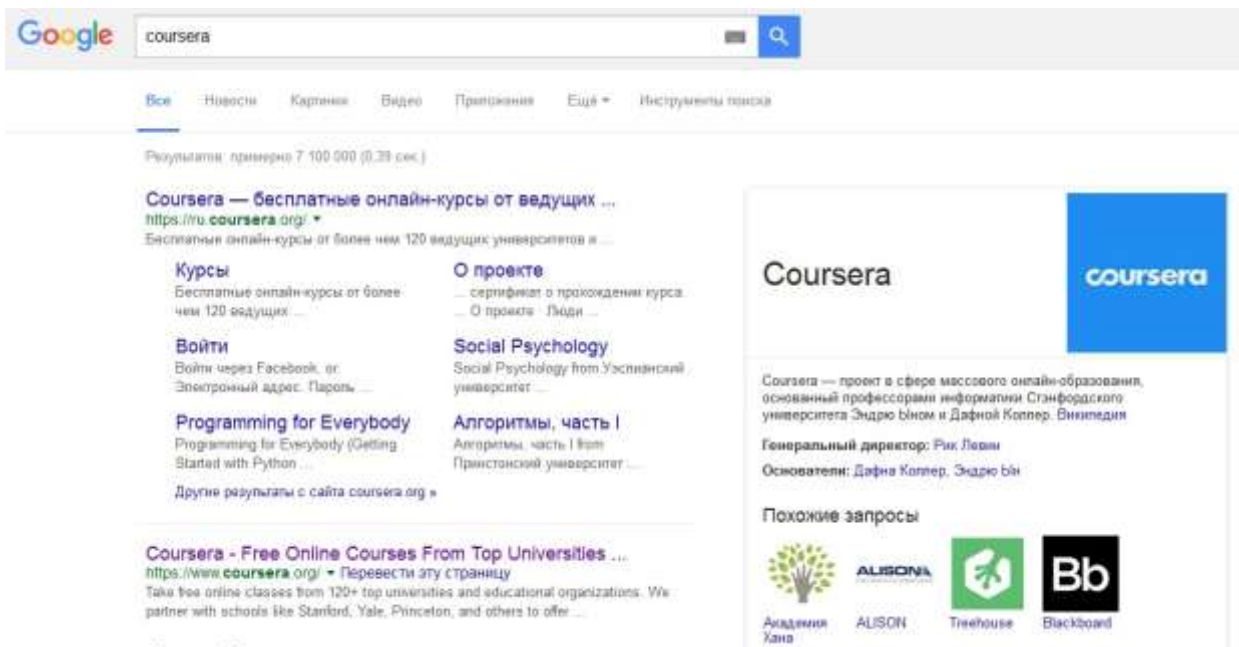 Google
coursera
Все Новости Картинки Видео Приложения Ещё Инструменты поиска
Результатов: примерно 7 100 000 (0,39 сек.)
Coursera — бесплатные онлайн-курсы от ведущих ...
https://ru.coursera.org/
Бесплатные онлайн-курсы от более чем 120 ведущих университетов и ...
Курсы
Бесплатные онлайн-курсы от более
чем 120 ведущих ...
О проекте
... сертификат о прохождении курса.
... О проекте · Люди ...
Войти
Войти через Facebook. or.
Электронный адрес. Пароль ...
Social Psychology
Social Psychology from Уэслианский
университет ...
Programming for Everybody
Programming for Everybody (Getting
Started with Python ...
Алгоритмы, часть I
Алгоритмы, часть I from
Принстонский университет ...
Другие результаты с сайта coursera.org »
Coursera - Free Online Courses From Top Universities ...
https://www.coursera.org/ Перевести эту страницу
Take free online classes from 120+ top universities and educational organizations. We
partner with schools like Stanford, Yale, Princeton, and others to offer ...
Coursera
coursera
Coursera — проект в сфере массового онлайн-образования,
основанный профессорами информатики Стэнфордского
университета Эндрю Ыном и Дафной Коллер. Википедия
Генеральный директор: Рик Левин
Основатели: Дафна Коллер, Эндрю Ын
Похожие запросы
ALISON
Bb
Академия
Хана
ALISON
Treehouse
Blackboard